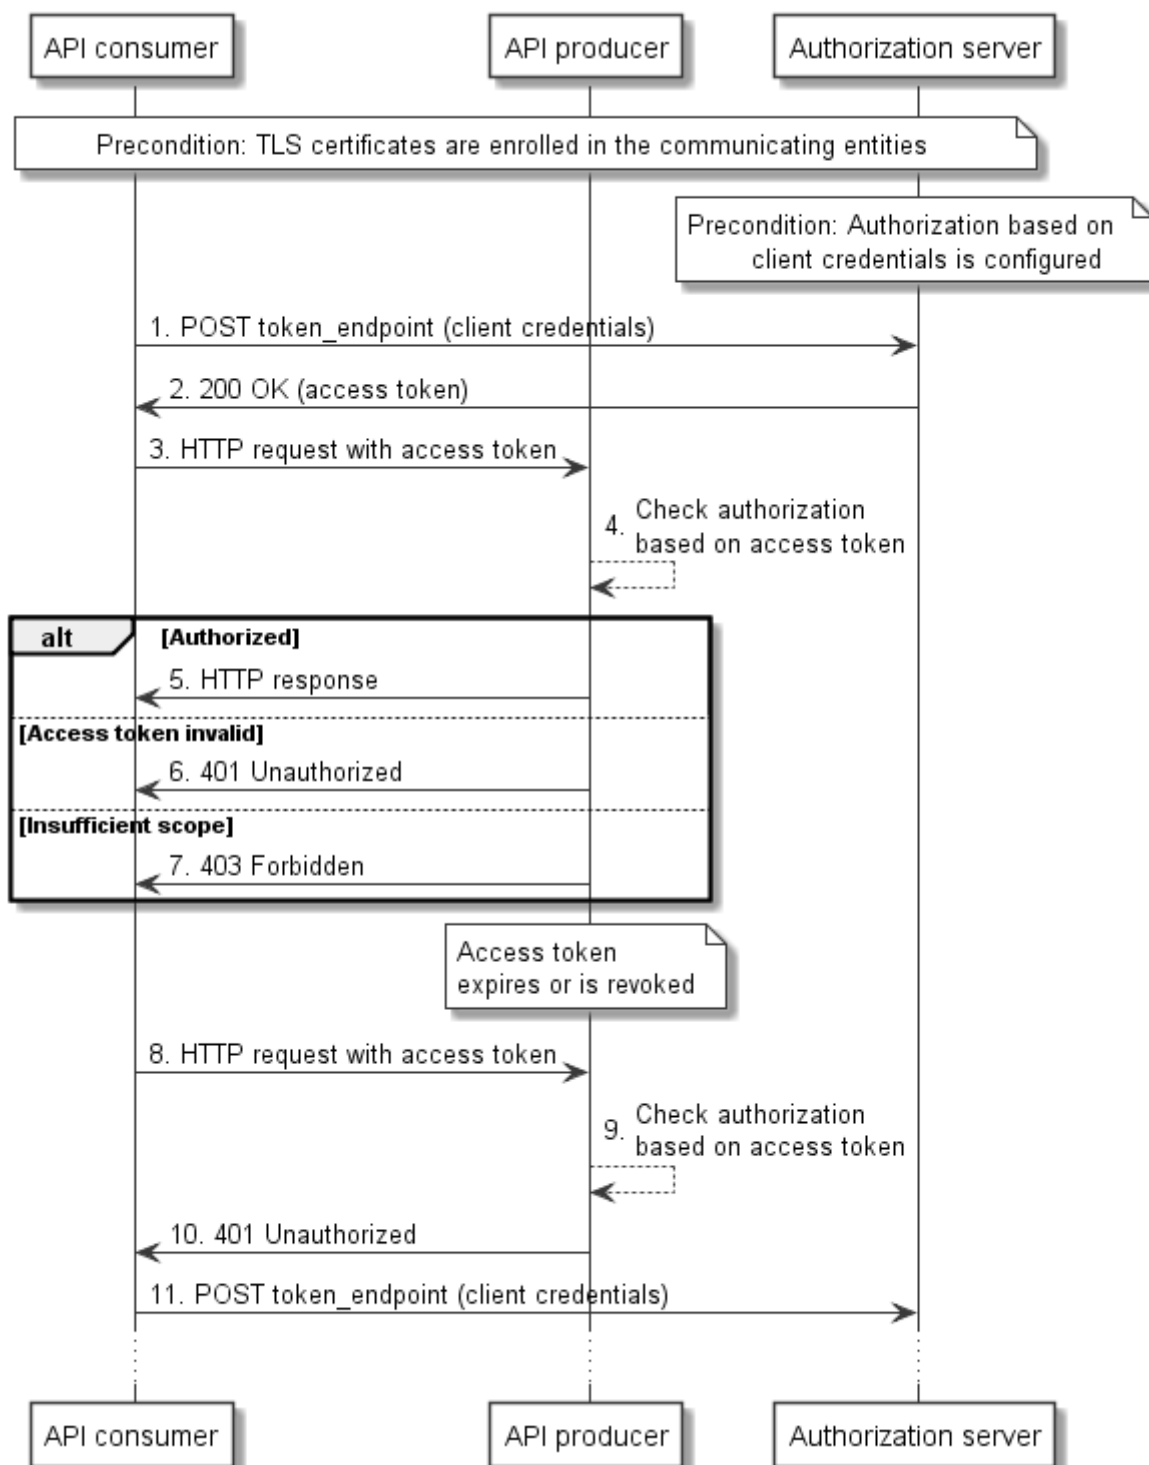 API consumer
API producer
Authorization server
Precondition: TLS certificates are enrolled in the communicating entities
Precondition: Authorization based on
client credentials is configured
1. POST token_endpoint (client credentials)
2. 200 OK (access token)
3. HTTP request with access token
4. Check authorization
based on access token
alt [Authorized]
5. HTTP response
[Access token invalid]
6. 401 Unauthorized
[Insufficient scope]
7. 403 Forbidden
Access token
expires or is revoked
8. HTTP request with access token
9. Check authorization
based on access token
10. 401 Unauthorized
11. POST token_endpoint (client credentials)
API consumer
API producer
Authorization server